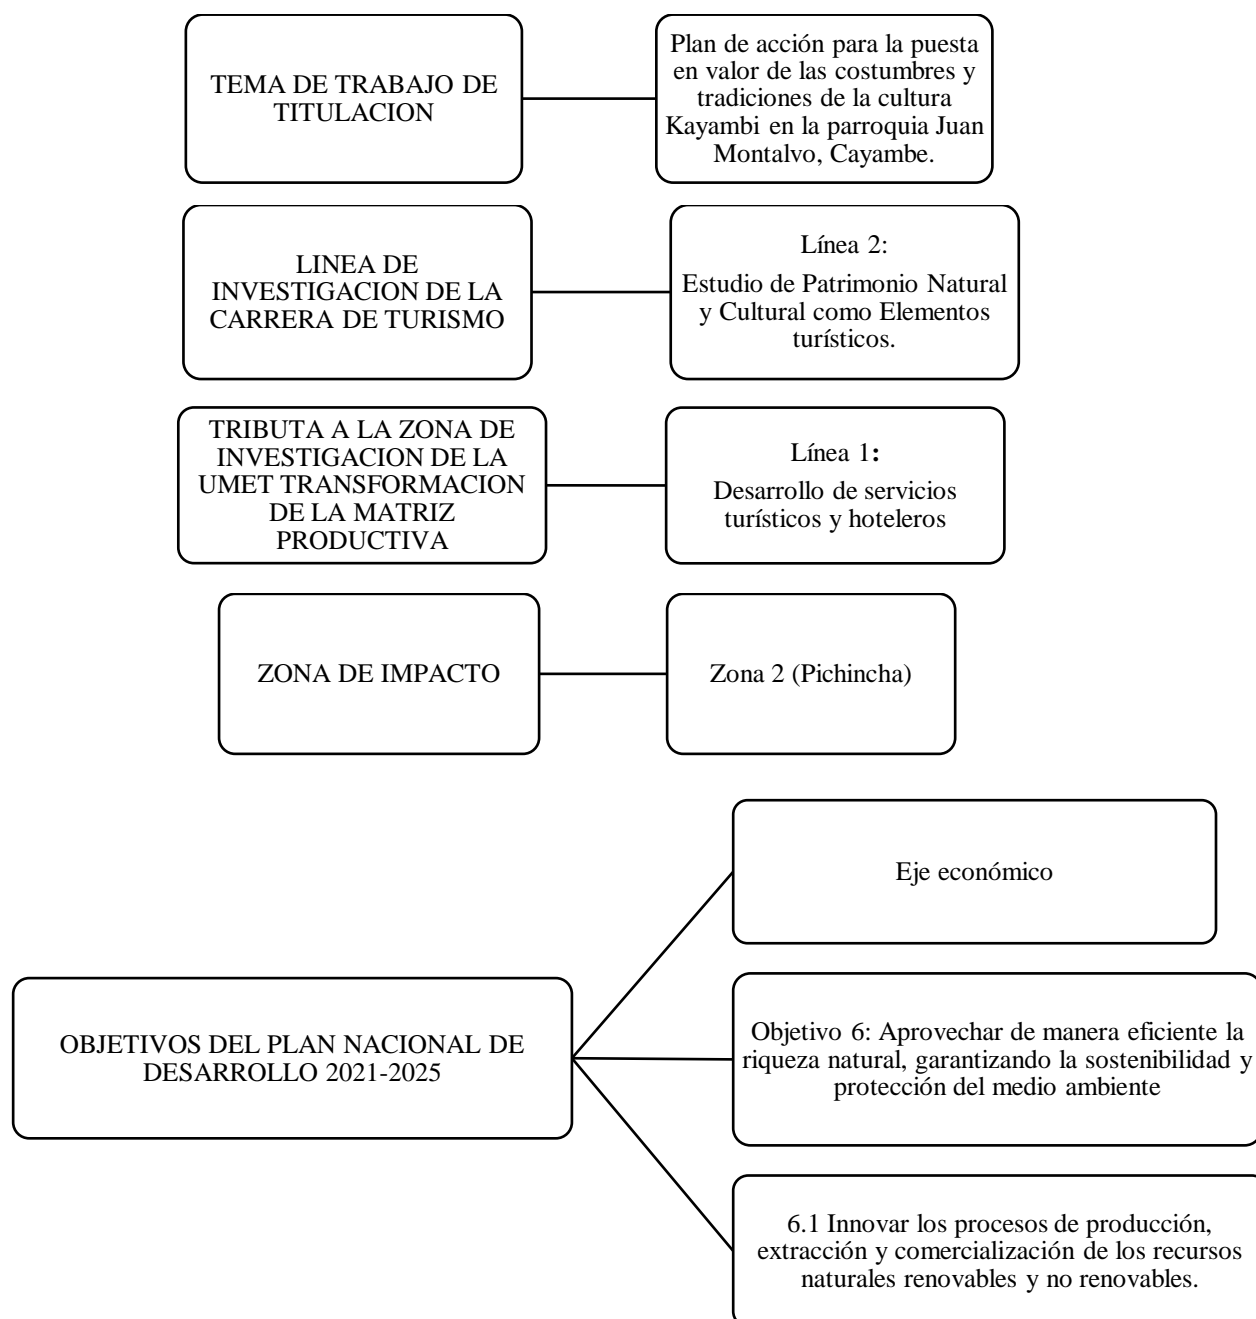 TEMA DE TRABAJO DE
TITULACION
Plan de acción para la puesta
en valor de las costumbres y
tradiciones de la cultura
Kayambi en la parroquia Juan
Montalvo, Cayambe.
LINEA DE
INVESTIGACION DE LA
CARRERA DE TURISMO
Línea 2:
Estudio de Patrimonio Natural
y Cultural como Elementos
turísticos.
TRIBUTA A LA ZONA DE
INVESTIGACION DE LA
UMET TRANSFORMACION
DE LA MATRIZ
PRODUCTIVA
Línea 1:
Desarrollo de servicios
turísticos y hoteleros
ZONA DE IMPACTO
Zona 2 (Pichincha)
OBJETIVOS DEL PLAN NACIONAL DE
DESARROLLO 2021-2025
Eje económico
Objetivo 6: Aprovechar de manera eficiente la
riqueza natural, garantizando la sostenibilidad y
protección del medio ambiente
6.1 Innovar los procesos de producción,
extracción y comercialización de los recursos
naturales renovables y no renovables.